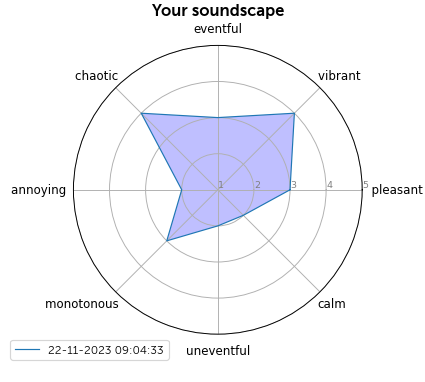 Your soundscape
eventful
chaotic
vibrant
annoying
1 2 3 4 5
pleasant
monotonous
calm
22-11-2023 09:04:33
uneventful